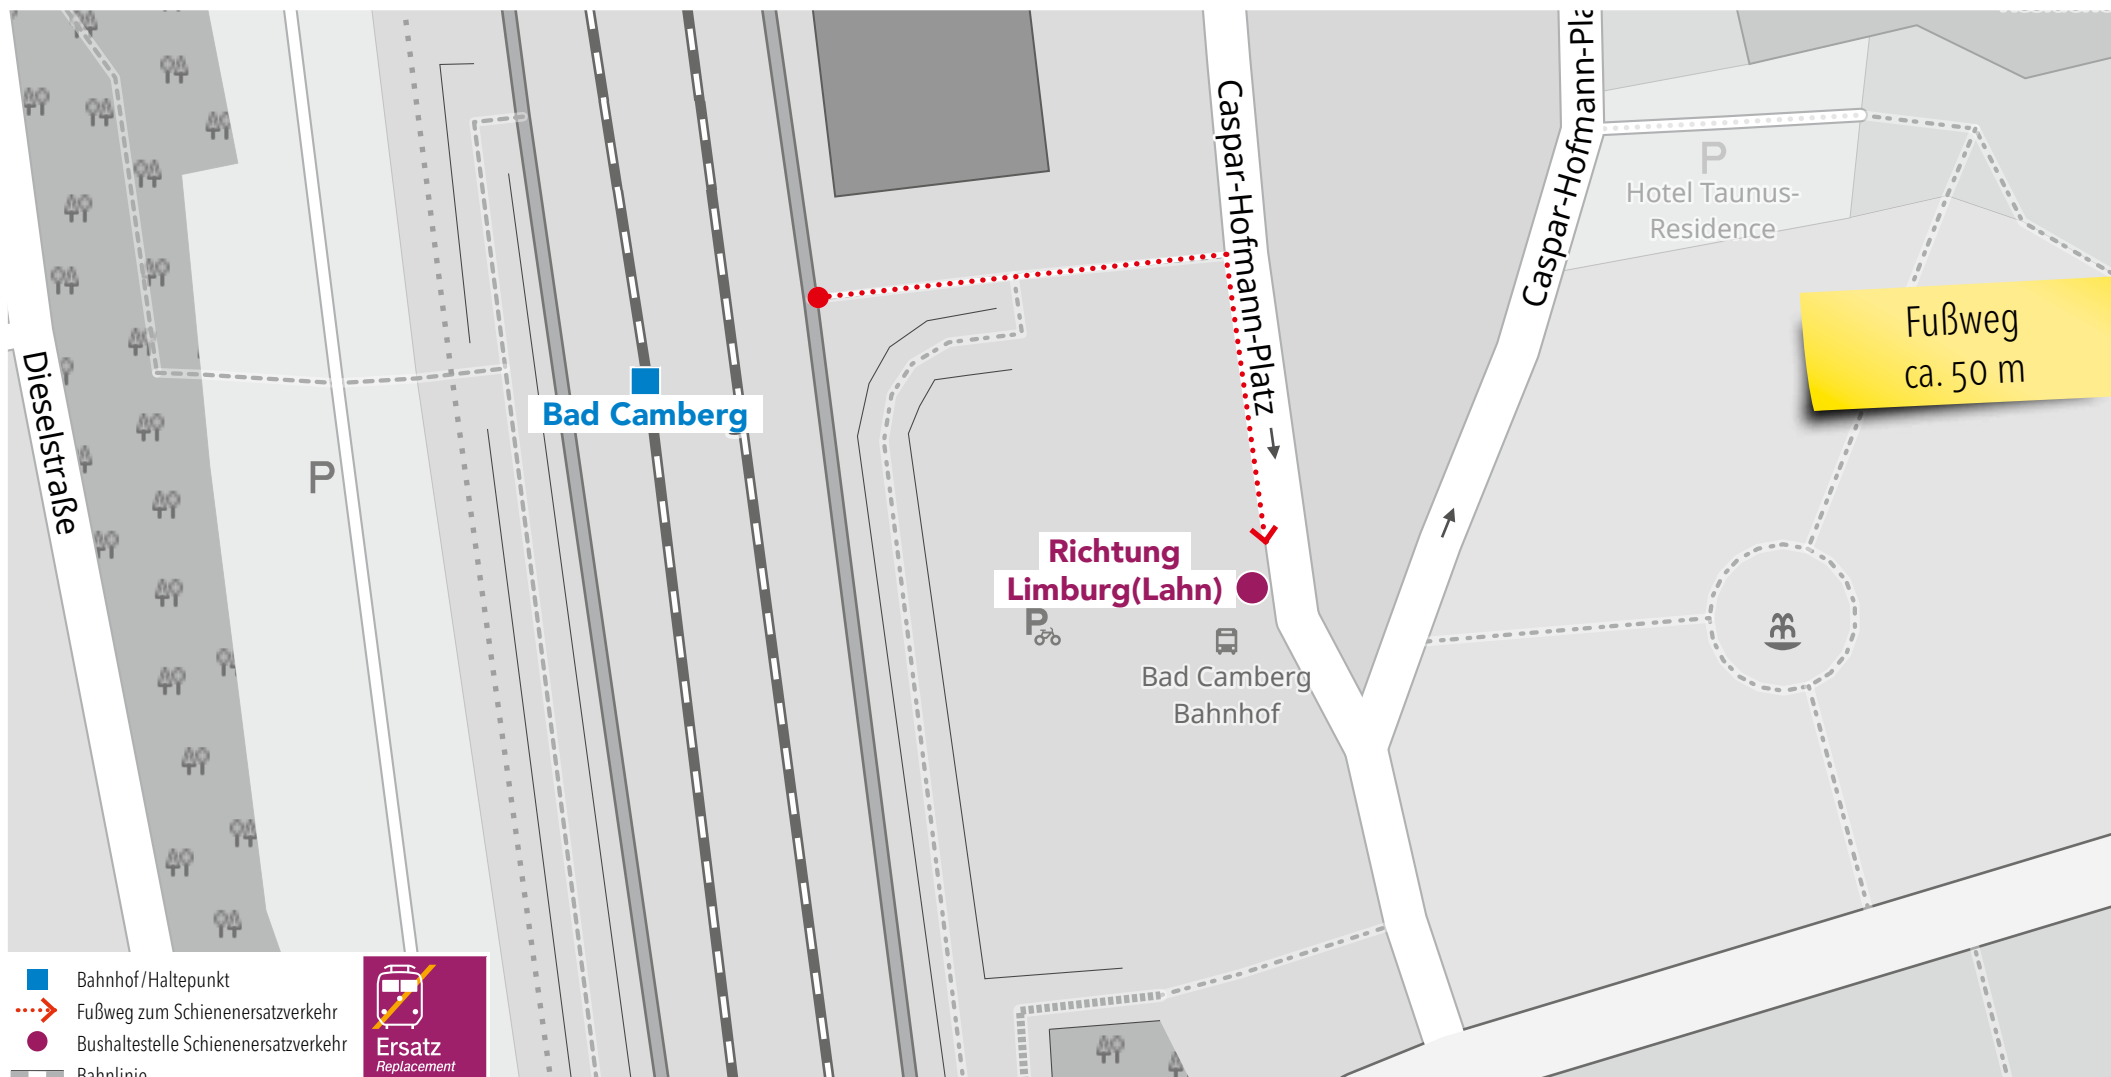 Caspar-Hofmann-Platz
Caspar-Hofmann-Pla
P
Hotel Taunus-
Residence
Fußweg
ca. 50 m
Dieselstraße
Bad Camberg
P
Richtung
Limburg(Lahn)
P
Bad Camberg
Bahnhof
Bahnhof/Haltepunkt
Fußweg zum Schienenersatzverkehr
Bushaltestelle Schienenersatzverkehr
Bahnlinie
Ersatz
Replacement